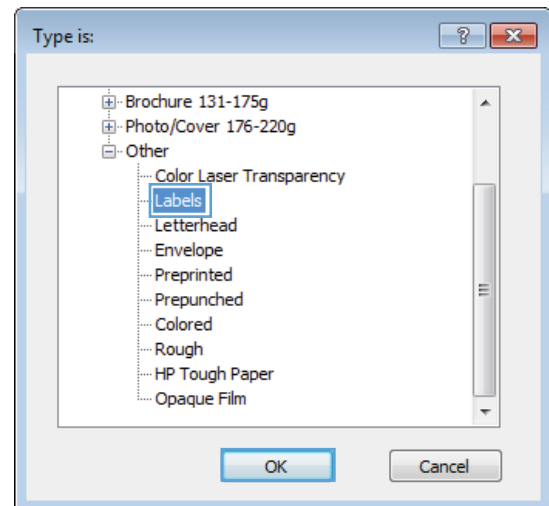 Type is:
Brochure 131-175g
Photo/Cover 176-220g
Other
Color Laser Transparency
Labels
Letterhead
Envelope
Preprinted
Prepunched
Colored
Rough
HP Tough Paper
Opaque Film
OK Cancel